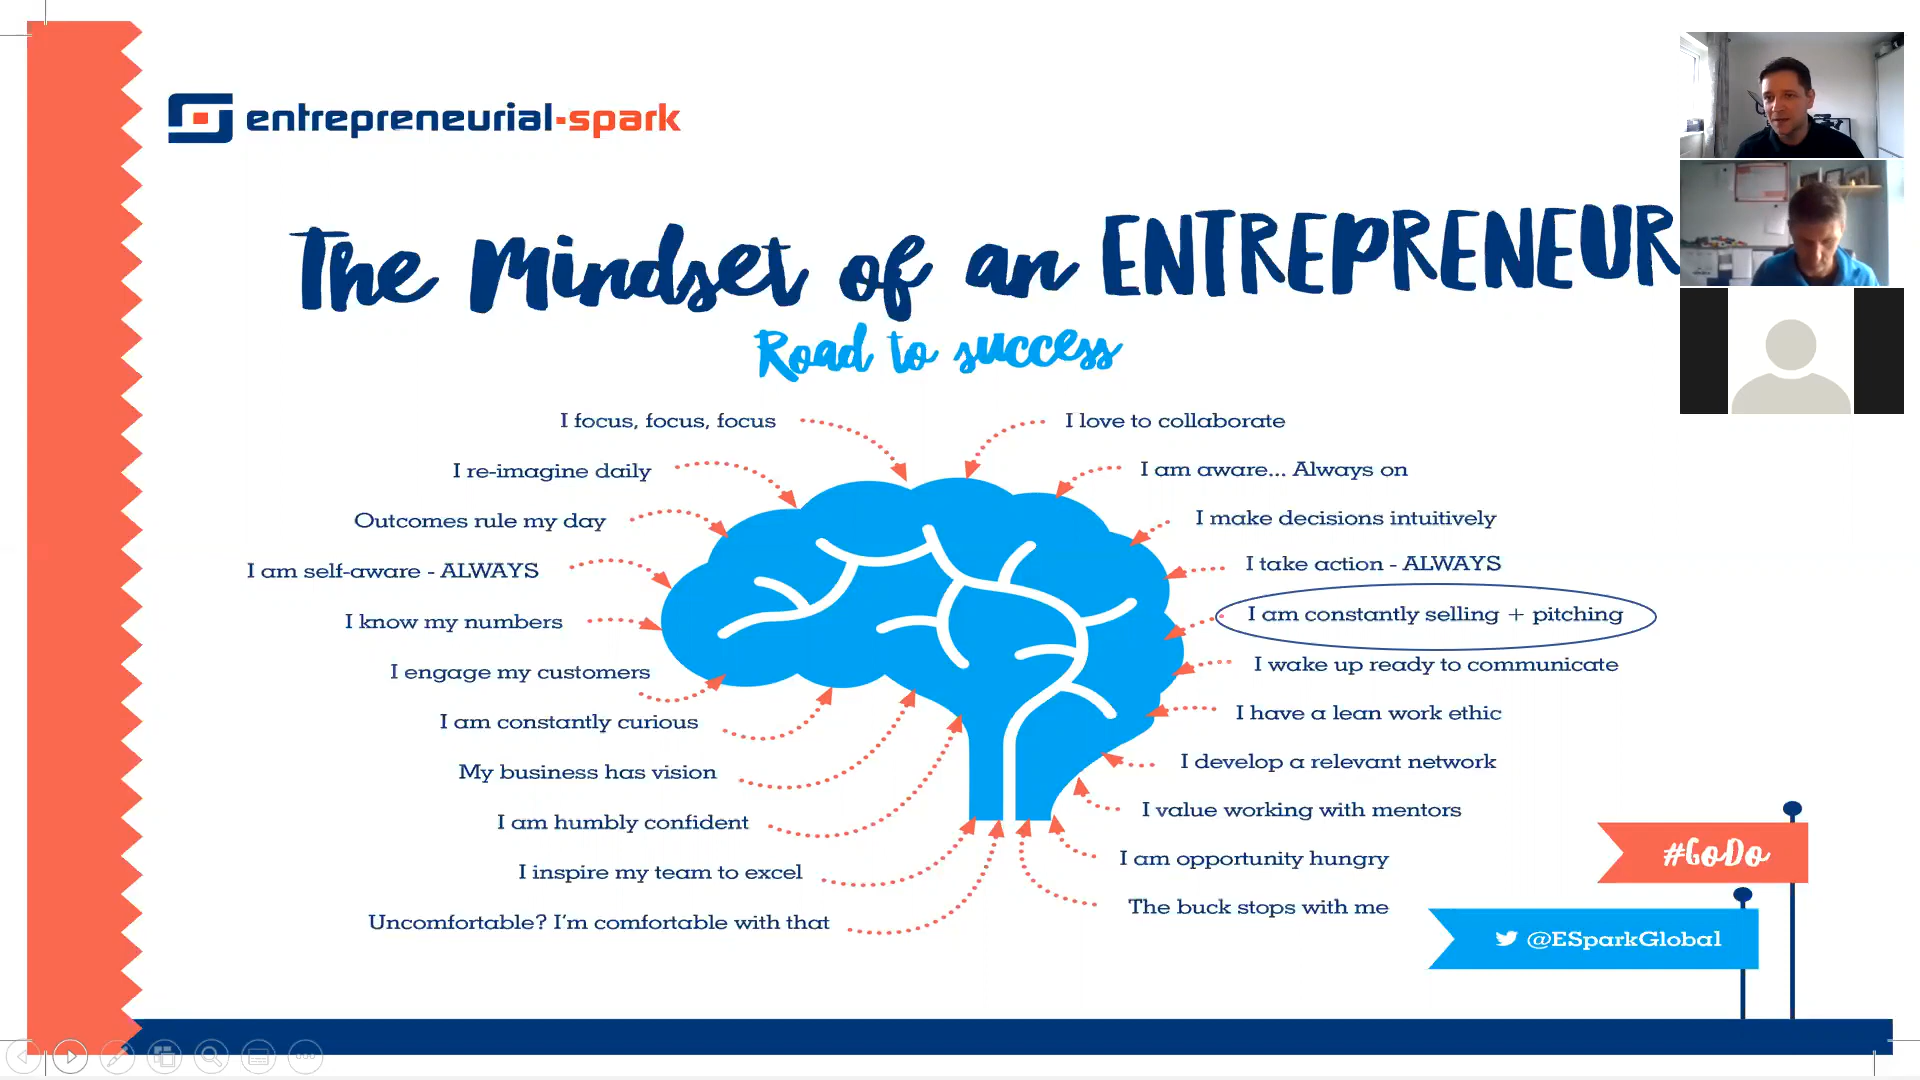 entrepreneurial-spark
The Mindset of an ENTREPRENEUR
Road to success
I focus, focus, focus
I re-imagine daily
Outcomes rule my day
I am self-aware - ALWAYS
I know my numbers
I engage my customers
I am constantly curious
My business has vision
I am humbly confident
I inspire my team to excel
Uncomfortable? I'm comfortable with that
I love to collaborate
I am aware... Always on
I make decisions intuitively
I take action - ALWAYS
I am constantly selling + pitching
I wake up ready to communicate
I have a lean work ethic
I develop a relevant network
I value working with mentors
I am opportunity hungry
The buck stops with me
#GoDo
@ESparkGlobal